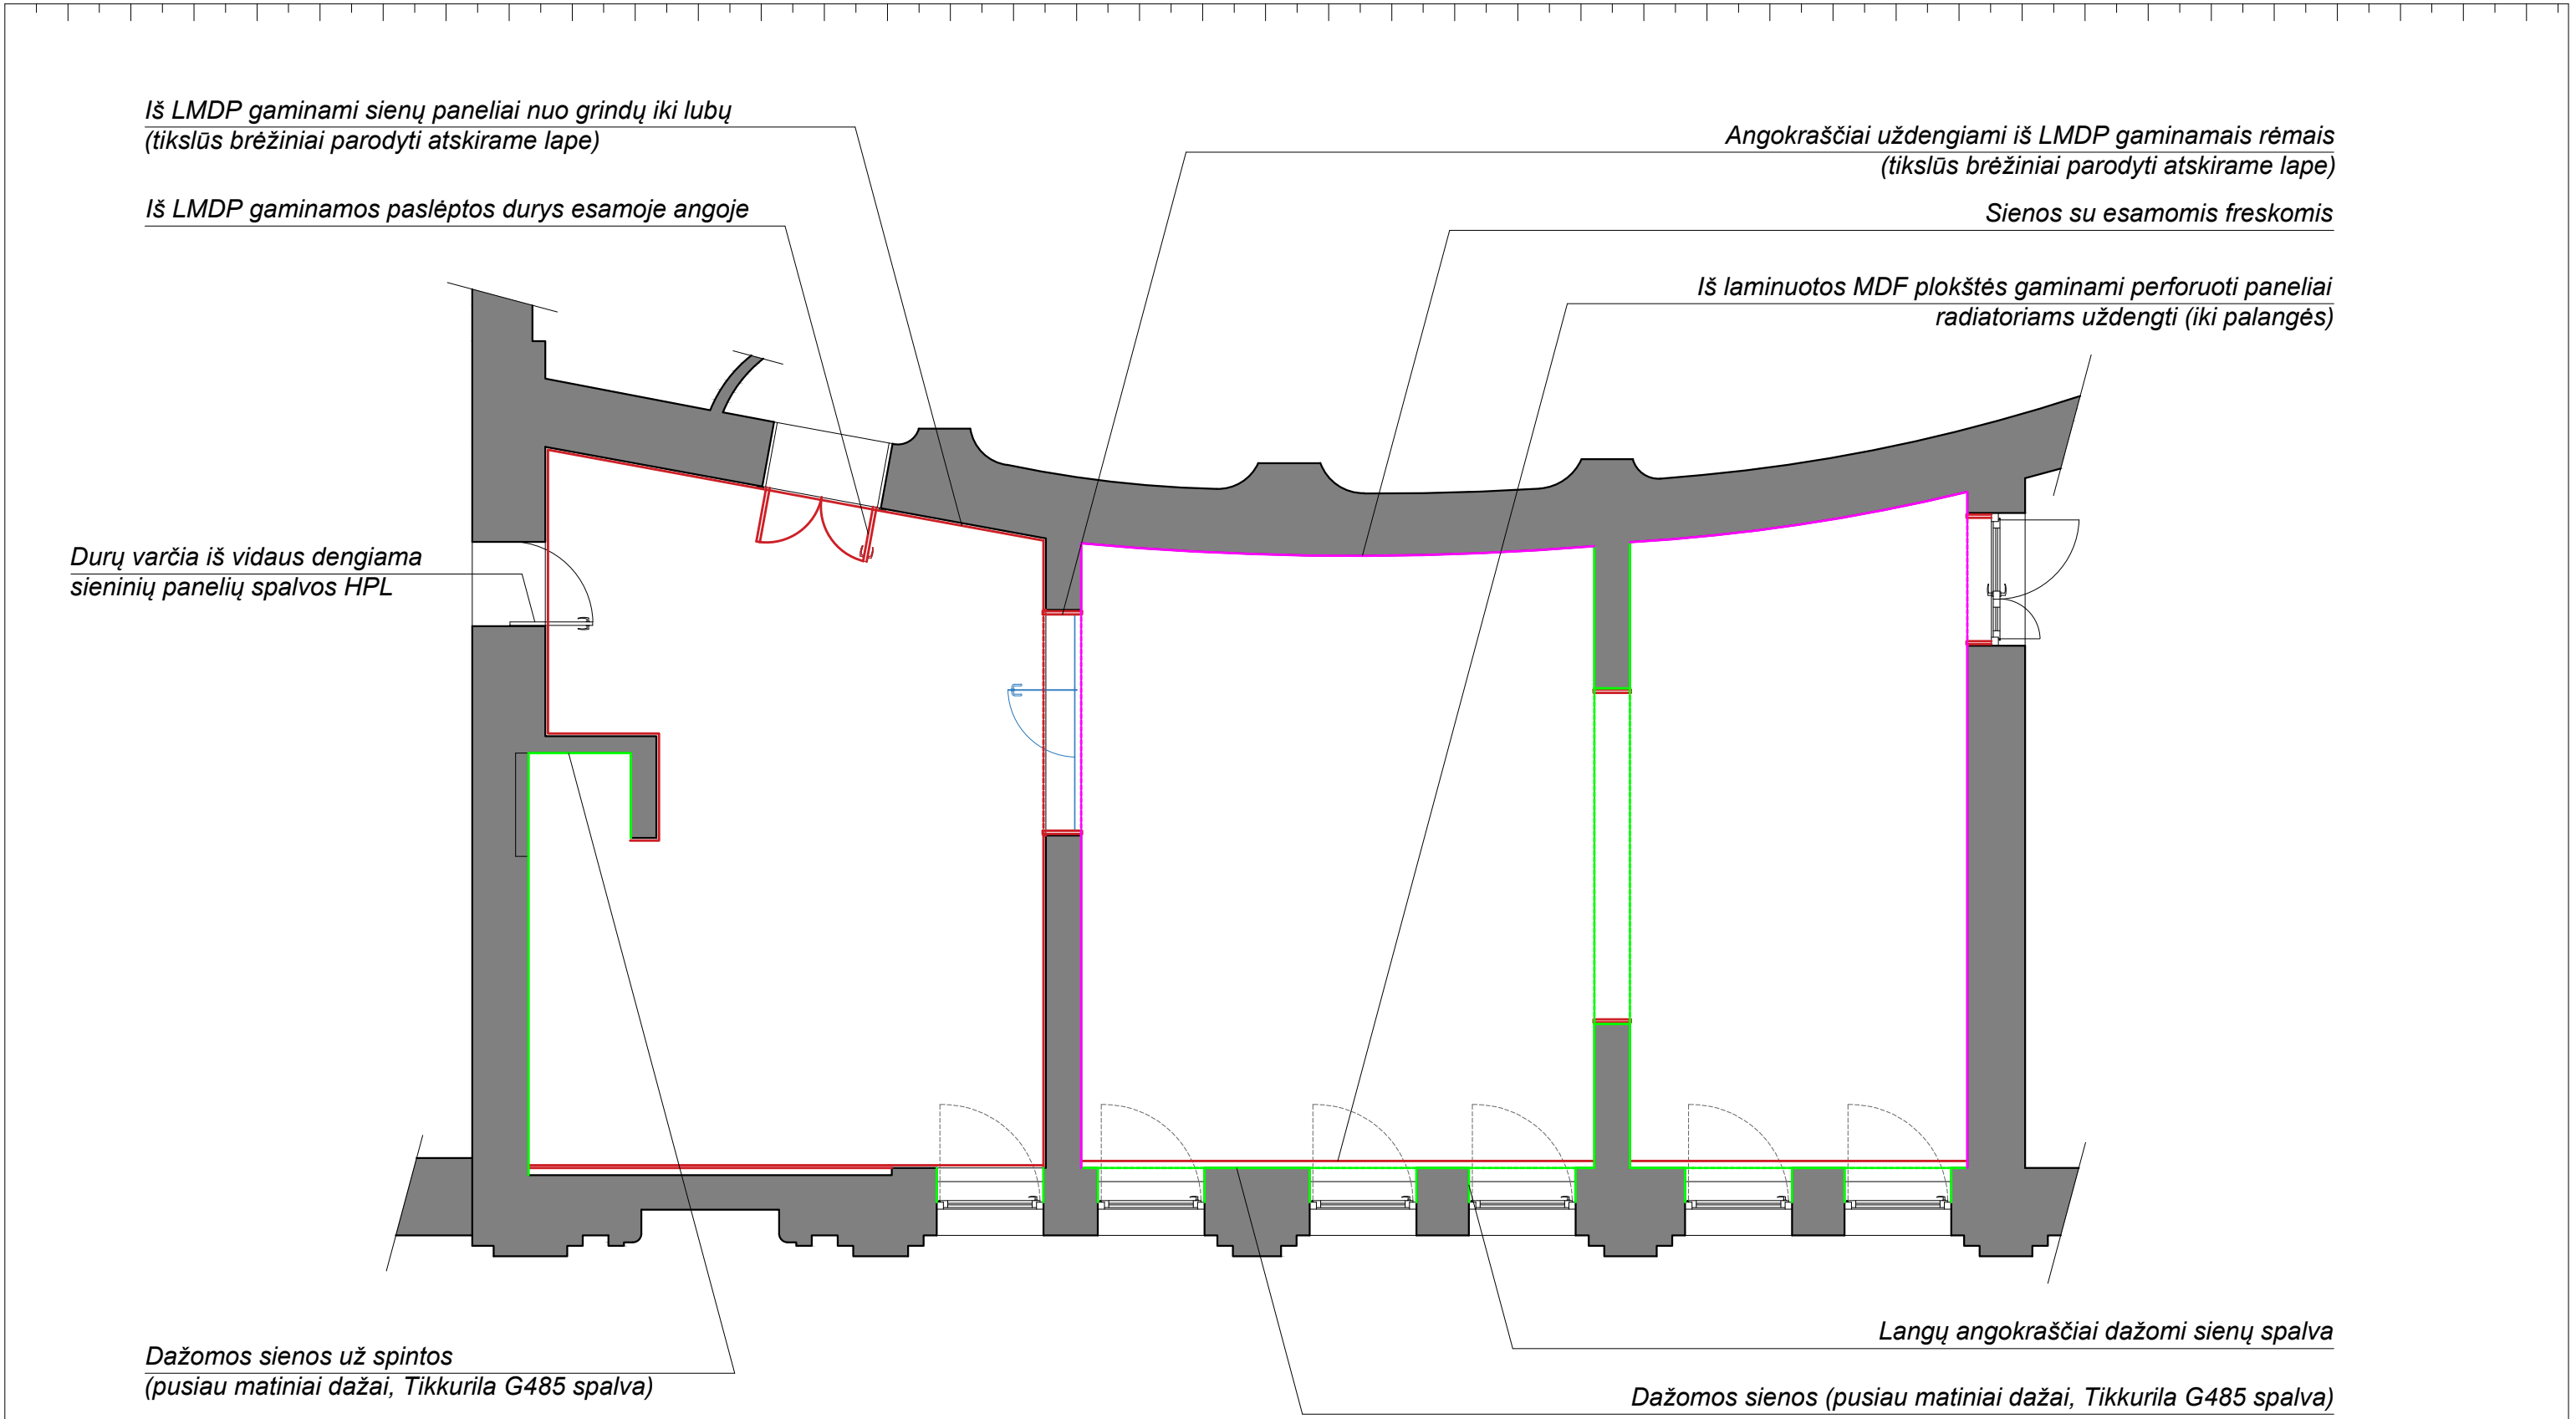 Iš LMDP gaminami sienų paneliai nuo grindų iki lubų
(tikslūs brėžiniai parodyti atskirame lape)
Iš LMDP gaminamos paslėptos durys esamoje angoje
Angokraščiai uždengiami iš LMDP gaminamais rėmais
(tikslūs brėžiniai parodyti atskirame lape)
Sienos su esamomis freskomis
Iš laminuotos MDF plokštės gaminami perforuoti paneliai
radiatoriams uždengti (iki palangės)
Durų varčia iš vidaus dengiama
sieninių panelių spalvos HPL
Dažomos sienos už spintos
(pusiau matiniai dažai, Tikkurila G485 spalva)
Langų angokraščiai dažomi sienų spalva
Dažomos sienos (pusiau matiniai dažai, Tikkurila G485 spalva)